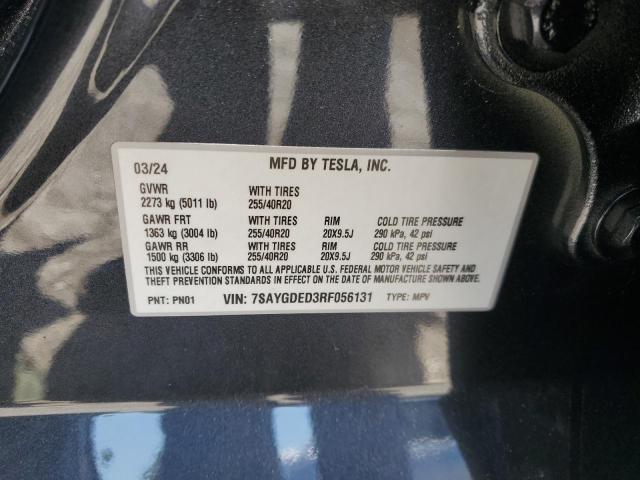 03/24 MFD BY TESLA, INC.
GVWR WITH TIRES
2273 kg (5011 lb) 255/40R20
GAWR FRT WITH TIRES RIM COLD TIRE PRESSURE
1363 kg (3004 lb) 255/40R20 20X9.5J 290 kPa, 42 psi
GAWR RR WITH TIRES RIM COLD TIRE PRESSURE
1500 kg (3306 lb) 255/40R20 20X9.5J 290 kPa, 42 psi
THIS VEHICLE CONFORMS TO ALL APPLICABLE U.S. FEDERAL MOTOR VEHICLE SAFETY AND
THEFT PREVENTION STANDARDS IN EFFECT ON THE DATE OF MANUFACTURE SHOWN ABOVE.
PNT: PN01 VIN: 7SAYGDED3RF056131 TYPE: MPV